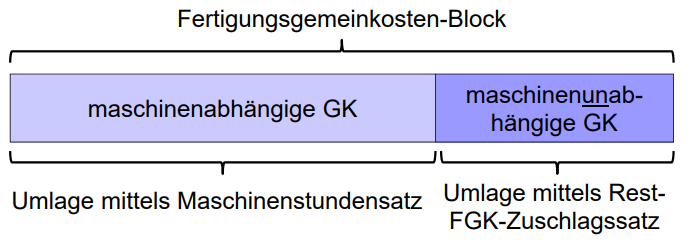 Fertigungsgemeinkosten-Block
maschinenabhängige GK
maschinenunab-
hängige GK
Umlage mittels Maschinenstundensatz
Umlage mittels Rest-
FGK-Zuschlagssatz